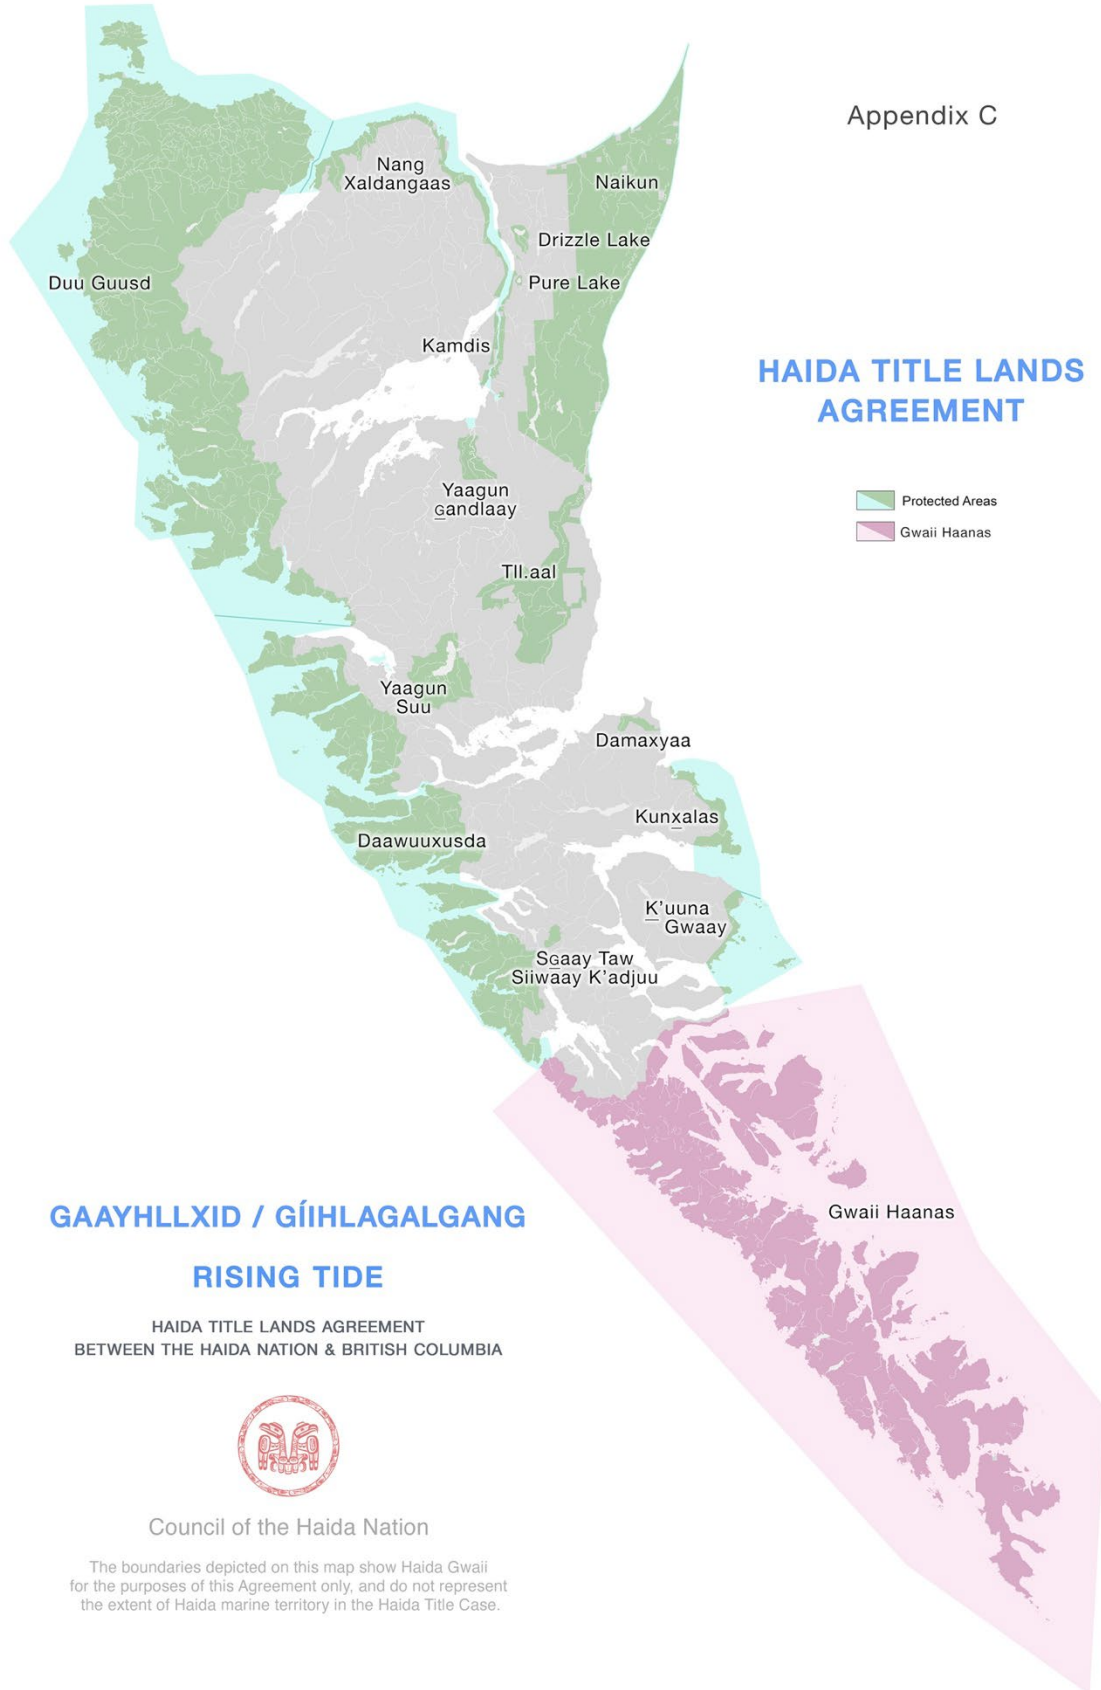 Appendix C
Nang
Xaldangaas
Naikun
Drizzle Lake
Duu Guusd
Pure Lake
Kamdis
HAIDA TITLE LANDS
AGREEMENT
Yaagun
G̲andlaay
Protected Areas
Gwaii Haanas
Tll.aal
Yaagun
Suu
Damaxyaa
Kunx̲alas
Daawuuxusda
K̲'uuna
Gwaay
SG̲aay Taw
Siiwaay K'adjuu
Gwaii Haanas
GAAYHLLXID / GÍIHLAGALGANG
RISING TIDE
HAIDA TITLE LANDS AGREEMENT
BETWEEN THE HAIDA NATION & BRITISH COLUMBIA
Council of the Haida Nation
The boundaries depicted on this map show Haida Gwaii
for the purposes of this Agreement only, and do not represent
the extent of Haida marine territory in the Haida Title Case.